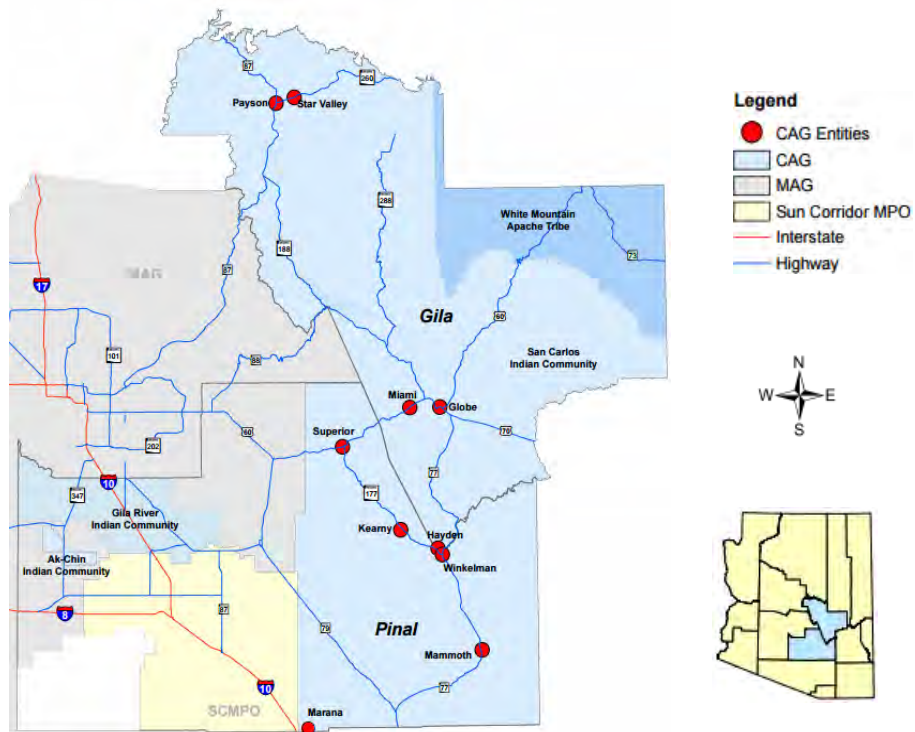 87
260
Payson
Star Valley
Legend
CAG Entities
CAG
MAG
Sun Corridor MPO
Interstate
Highway
288
White Mountain
Apache Tribe
188
73
87
MAG
17
Gila
60
101
88
San Carlos
Indian Community
N
W
E
S
Miami
Globe
60
Superior
70
202
77
10
347
177
Gila River
Indian Community
Kearny
Hayden
Winkelman
Ak-Chin
Indian Community
87
8
79
Pinal
Mammoth
10
77
SCMPO
Marana